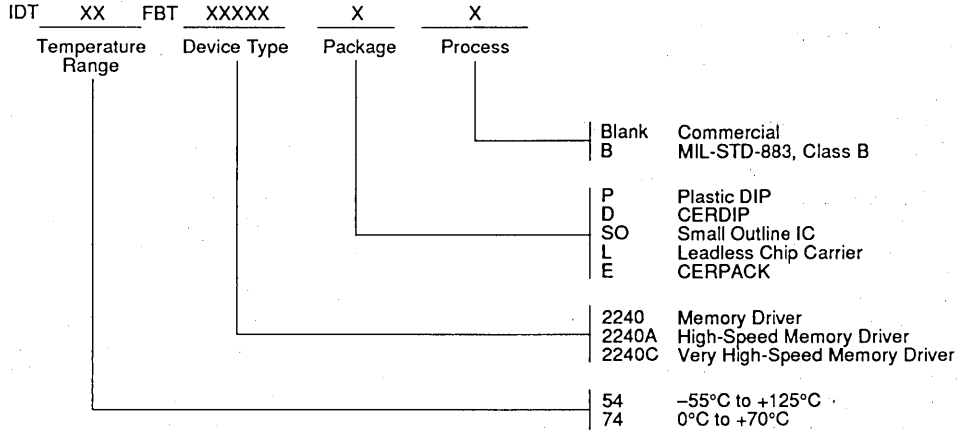 IDT XX FBT XXXXX X X
Temperature Range Device Type Package Process
Blank Commercial
B MIL-STD-883, Class B
P Plastic DIP
D CERDIP
SO Small Outline IC
L Leadless Chip Carrier
E CERPACK
2240 Memory Driver
2240A High-Speed Memory Driver
2240C Very High-Speed Memory Driver
54 –55°C to +125°C
74 0°C to +70°C